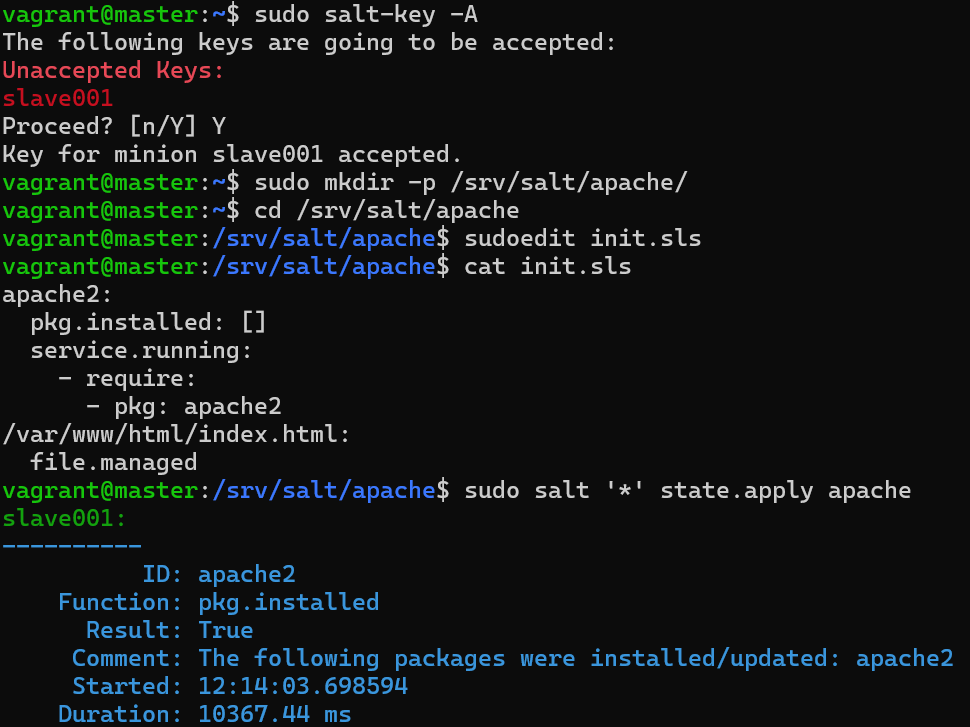 vagrant@master:~$ sudo salt-key -A
The following keys are going to be accepted:
Unaccepted Keys:
slave001
Proceed? [n/Y] Y
Key for minion slave001 accepted.
vagrant@master:~$ sudo mkdir -p /srv/salt/apache/
vagrant@master:~$ cd /srv/salt/apache
vagrant@master:/srv/salt/apache$ sudoedit init.sls
vagrant@master:/srv/salt/apache$ cat init.sls
apache2:
  pkg.installed: []
  service.running:
    - require:
      - pkg: apache2
/var/www/html/index.html:
  file.managed
vagrant@master:/srv/salt/apache$ sudo salt '*' state.apply apache
slave001:
----------
          ID: apache2
    Function: pkg.installed
      Result: True
     Comment: The following packages were installed/updated: apache2
     Started: 12:14:03.698594
    Duration: 10367.44 ms